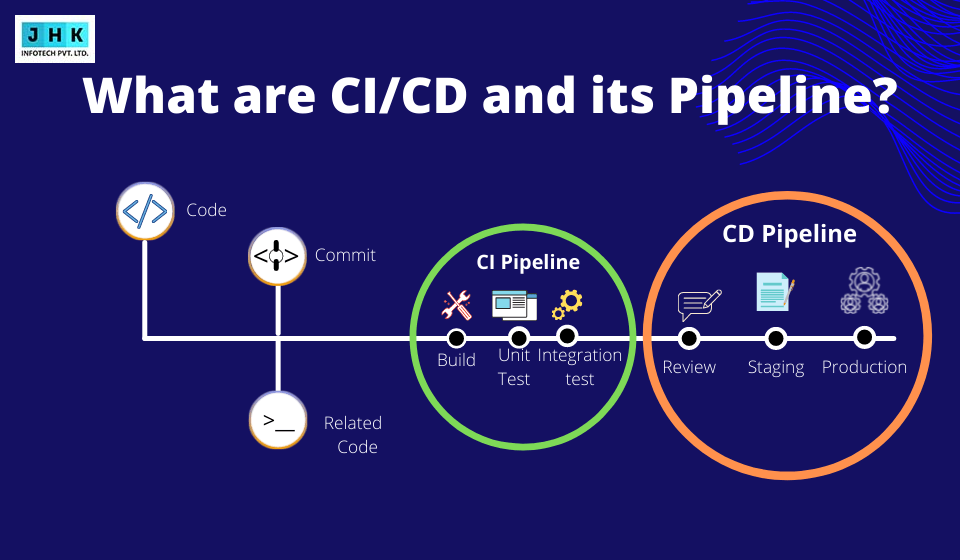 J H K
INFOTECH PVT. LTD.
What are CI/CD and its Pipeline?
</>
Code
<>
Commit
>__
Related
Code
CI Pipeline
Build
Unit
Test
Integration
test
CD Pipeline
Review
Staging
Production